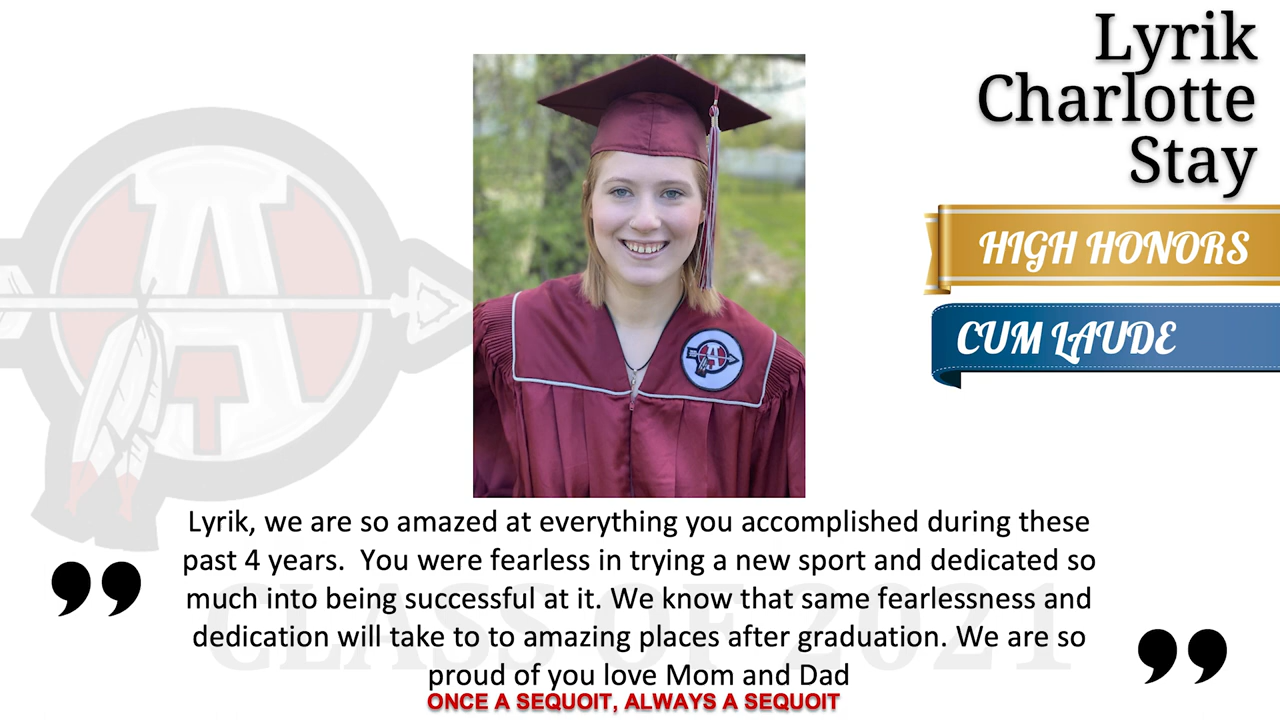 Lyrik
Charlotte
Stay
HIGH HONORS
CUM LAUDE
A
A
Lyrik, we are so amazed at everything you accomplished during these
past 4 years.  You were fearless in trying a new sport and dedicated so
much into being successful at it. We know that same fearlessness and
dedication will take to to amazing places after graduation. We are so
proud of you love Mom and Dad
CLASS OF 2021
ONCE A SEQUOIT, ALWAYS A SEQUOIT